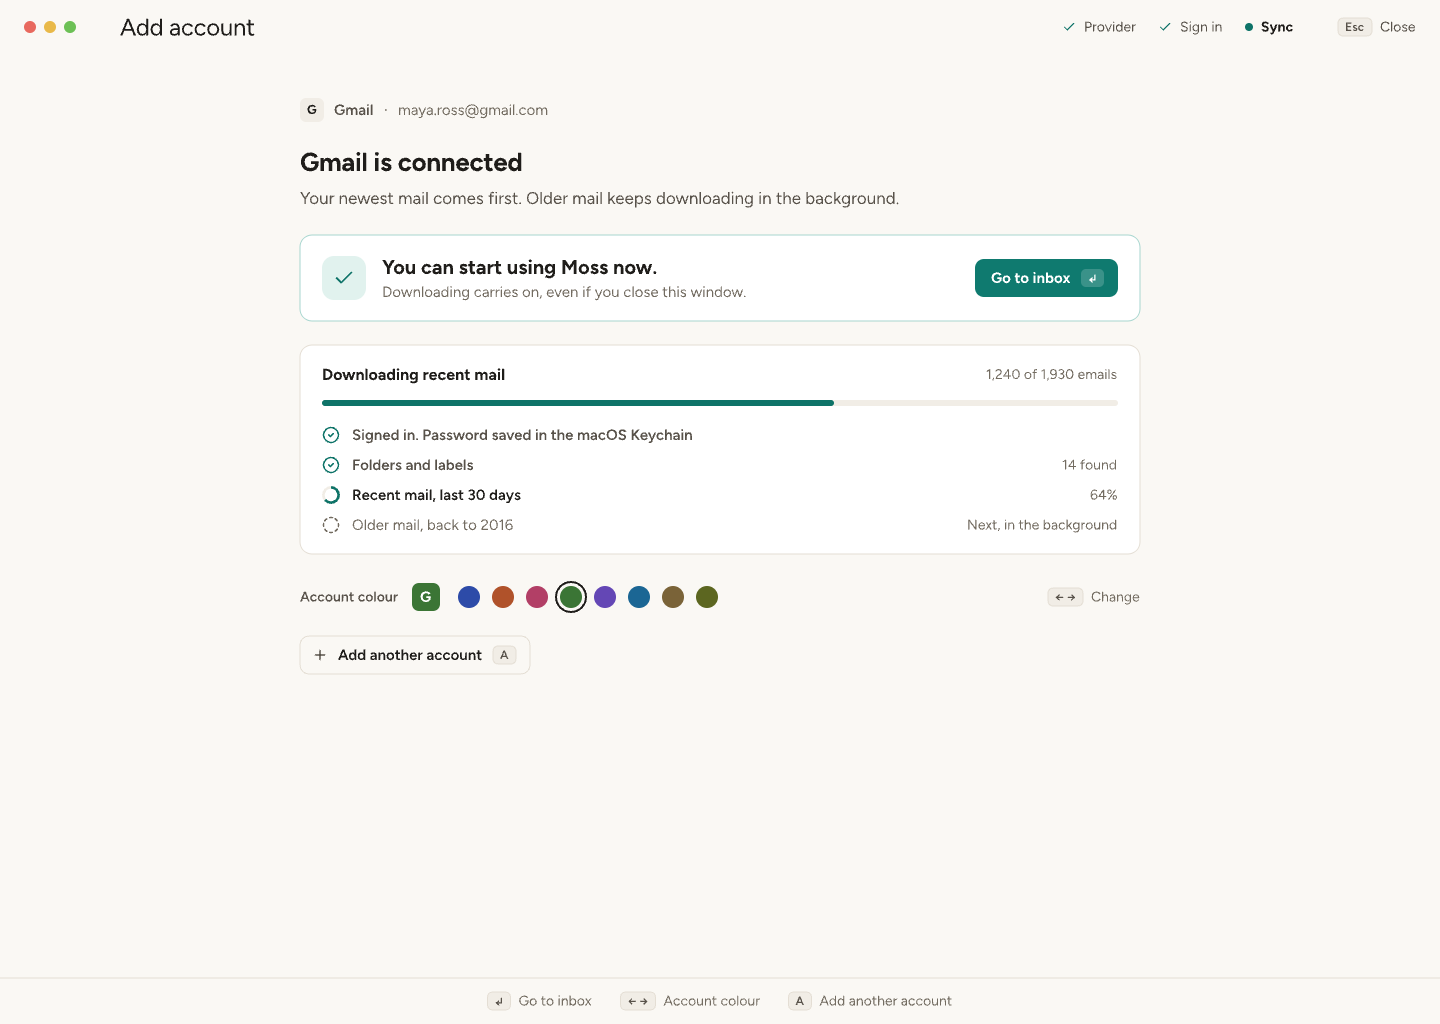 Add account
Provider
Sign in
Sync
Esc Close
G Gmail · maya.ross@gmail.com
Gmail is connected
Your newest mail comes first. Older mail keeps downloading in the background.
You can start using Moss now.
Downloading carries on, even if you close this window.
Go to inbox ↲
Downloading recent mail
1,240 of 1,930 emails
Signed in. Password saved in the macOS Keychain
Folders and labels
14 found
Recent mail, last 30 days
64%
Older mail, back to 2016
Next, in the background
Account colour G
← → Change
+ Add another account A
↲ Go to inbox ← → Account colour A Add another account